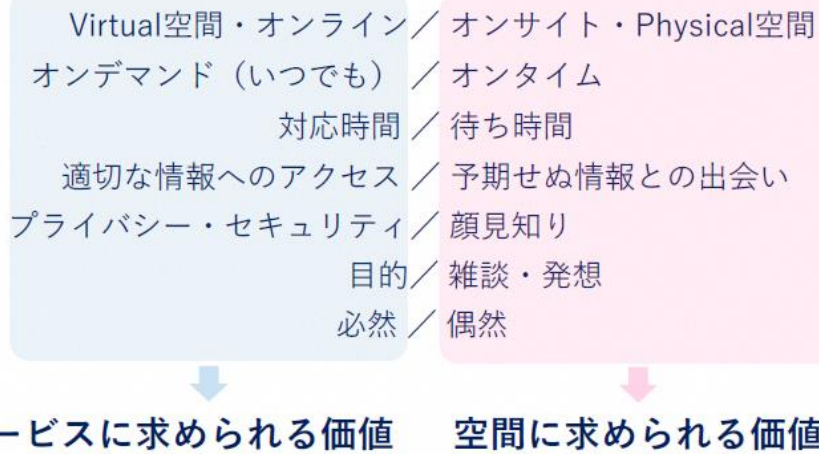 Virtual空間・オンライン／オンサイト・Physical空間
オンデマンド（いつでも）／オンタイム
対応時間／待ち時間
適切な情報へのアクセス／予期せぬ情報との出会い
プライバシー・セキュリティ／顔見知り
目的／雑談・発想
必然／偶然
ービスに求められる価値　空間に求められる価値